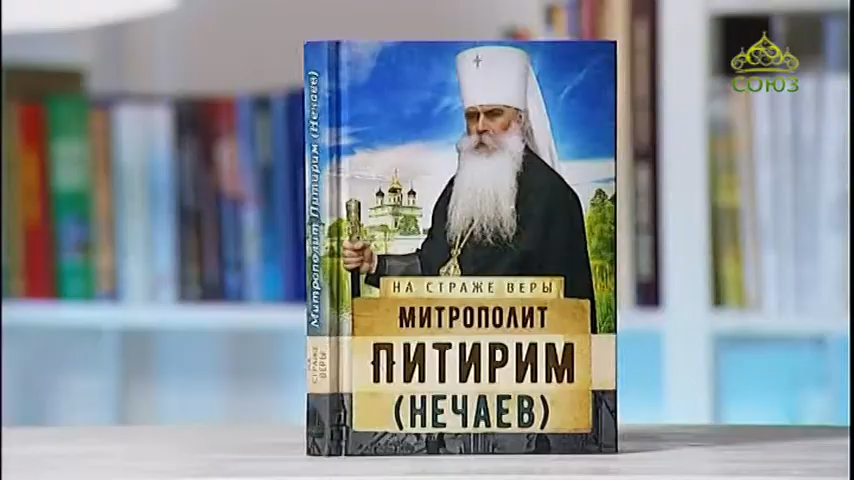 СОЮЗ
Митрополит Питирим (Нечаев)
НА СТРАЖЕ ВЕРЫ
НА СТРАЖЕ ВЕРЫ
МИТРОПОЛИТ
ПИТИРИМ
(НЕЧАЕВ)